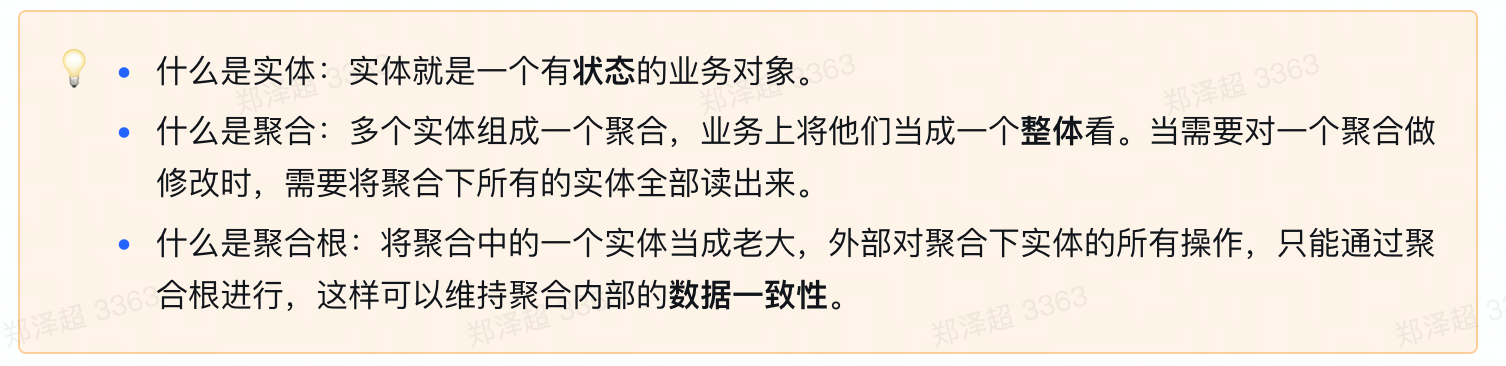 什么是实体：实体就是一个有状态的业务对象。
什么是聚合：多个实体组成一个聚合，业务上将他们当成一个整体看。当需要对一个聚合做
修改时，需要将聚合下所有的实体全部读出来。
什么是聚合根：将聚合中的一个实体当成老大，外部对聚合下实体的所有操作，只能通过聚
合根进行，这样可以维持聚合内部的数据一致性。
郑泽超 3363
郑泽超 3363
郑泽超 3363
郑泽超 3363
郑泽超 3363
郑泽超 3363
郑泽超 3